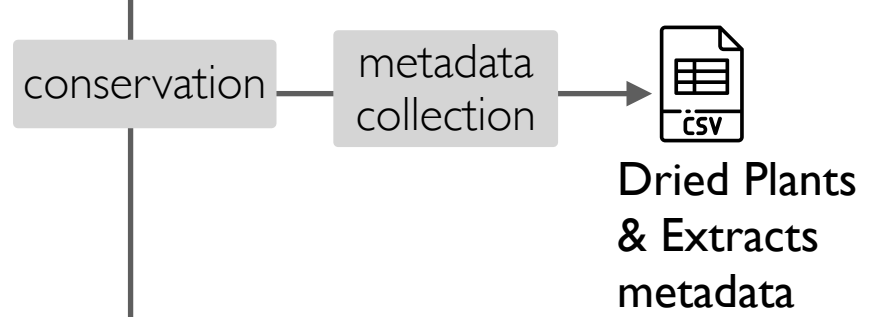 conservation
metadata
collection
CSV
Dried Plants
& Extracts
metadata